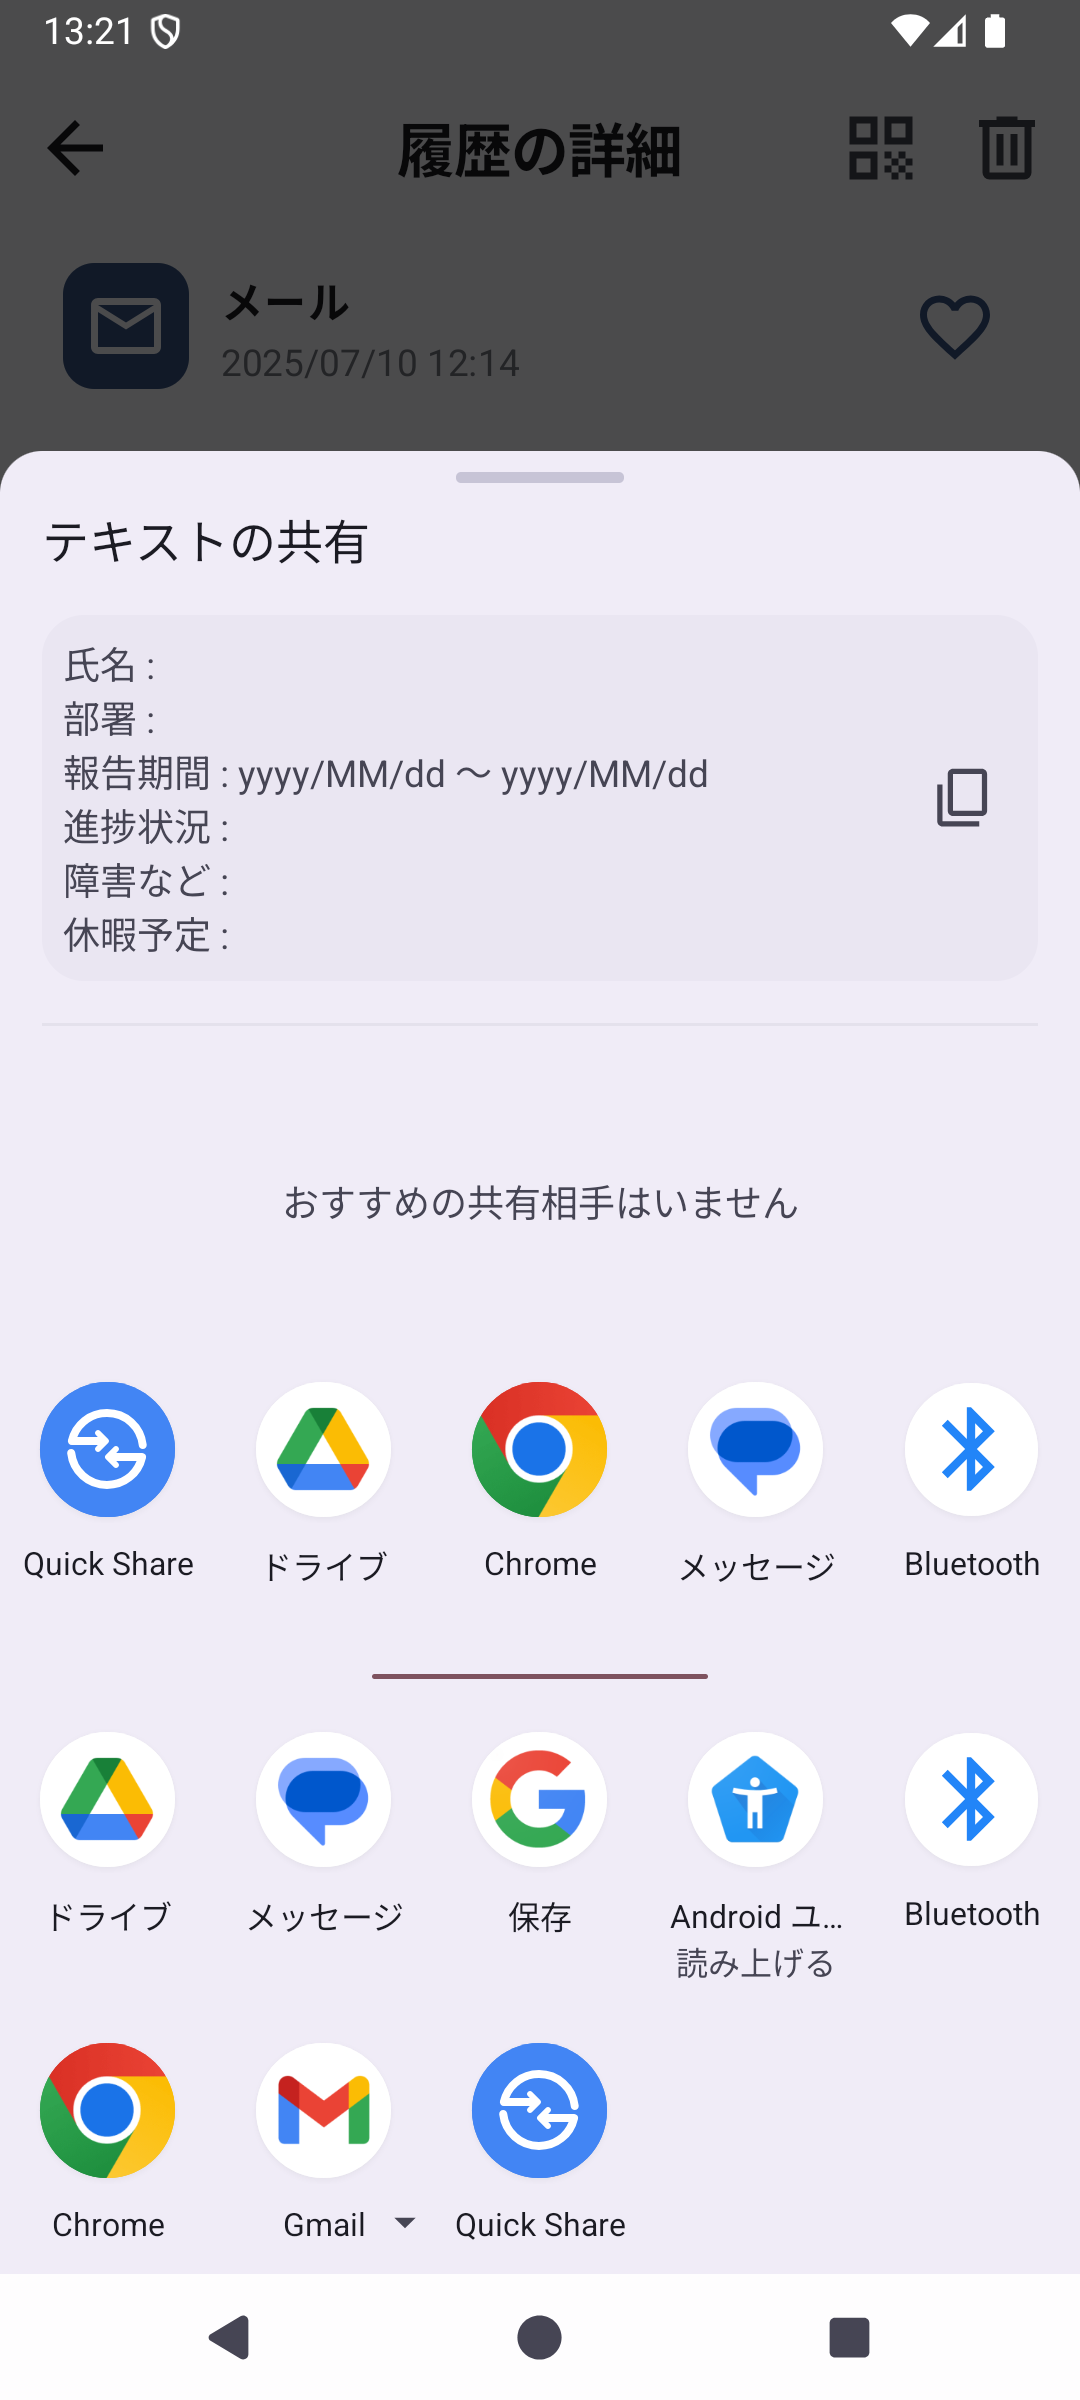 13:21
履歴の詳細
メール
2025/07/10 12:14
テキストの共有
氏名 :
部署 :
報告期間 : yyyy/MM/dd ～ yyyy/MM/dd
進捗状況 :
障害など :
休暇予定 :
おすすめの共有相手はいません
Quick Share
ドライブ
Chrome
メッセージ
Bluetooth
ドライブ
メッセージ
保存
Android ユ...
読み上げる
Bluetooth
Chrome
Gmail
Quick Share